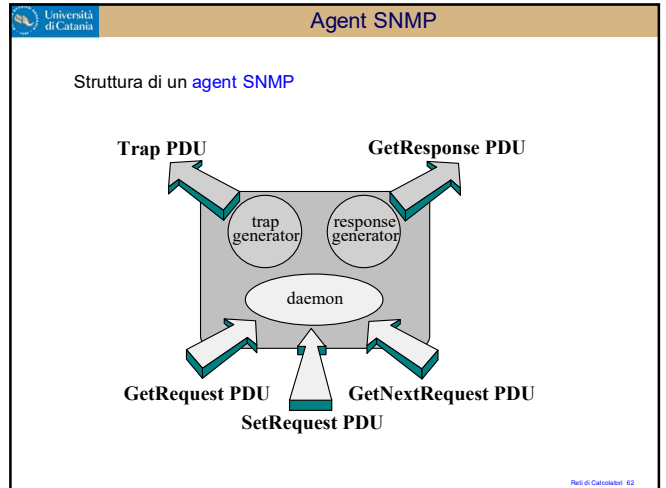 Università
di Catania
Agent SNMP
Struttura di un agent SNMP
Trap PDU
GetResponse PDU
trap
generator
response
generator
daemon
GetRequest PDU
GetNextRequest PDU
SetRequest PDU
Reti di Calcolatori 62